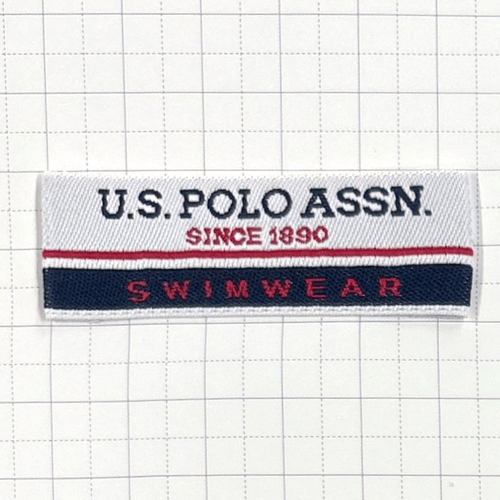 U.S. POLO ASSN.
SINCE 1890
SWIMWEAR